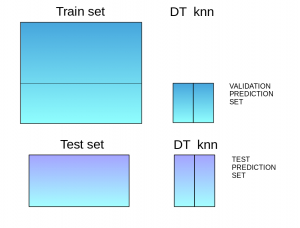 Train set
DT knn
VALIDATION
PREDICTION
SET
Test set
DT knn
TEST
PREDICTION
SET